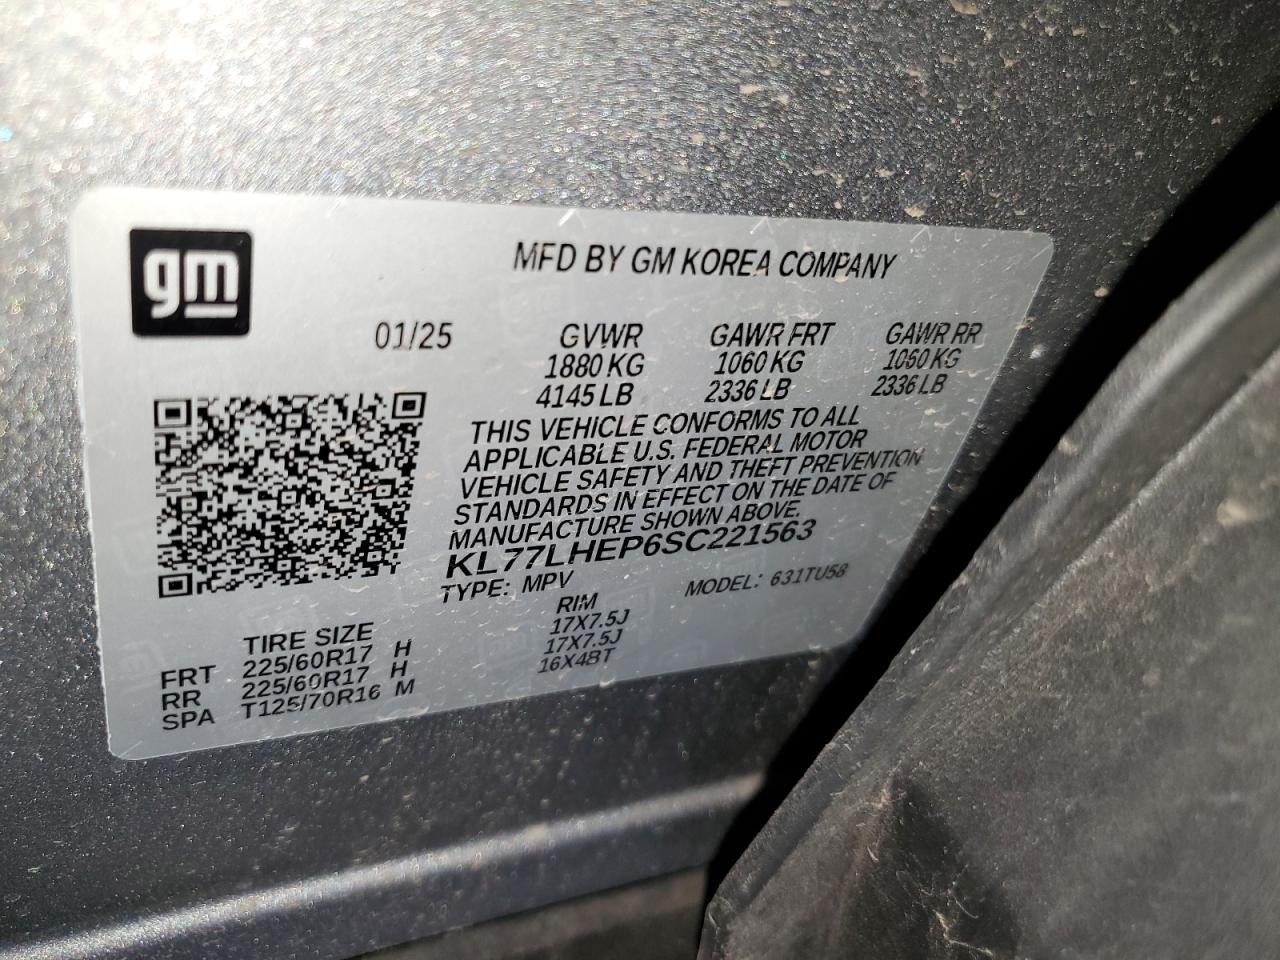 gm
MFD BY GM KOREA COMPANY
01/25 GVWR GAWR FRT GAWR RR
1880 KG 1060 KG 1060 KG
4145 LB 2336 LB 2336 LB
THIS VEHICLE CONFORMS TO ALL
APPLICABLE U.S. FEDERAL MOTOR
VEHICLE SAFETY AND THEFT PREVENTION
STANDARDS IN EFFECT ON THE DATE OF
MANUFACTURE SHOWN ABOVE.
KL77LHEP6SC221563
TYPE: MPV MODEL: 631TU58
TIRE SIZE RIM
FRT 225/60R17 H 17X7.5J
RR 225/60R17 H 17X7.5J
SPA T125/70R16 M 16X4BT